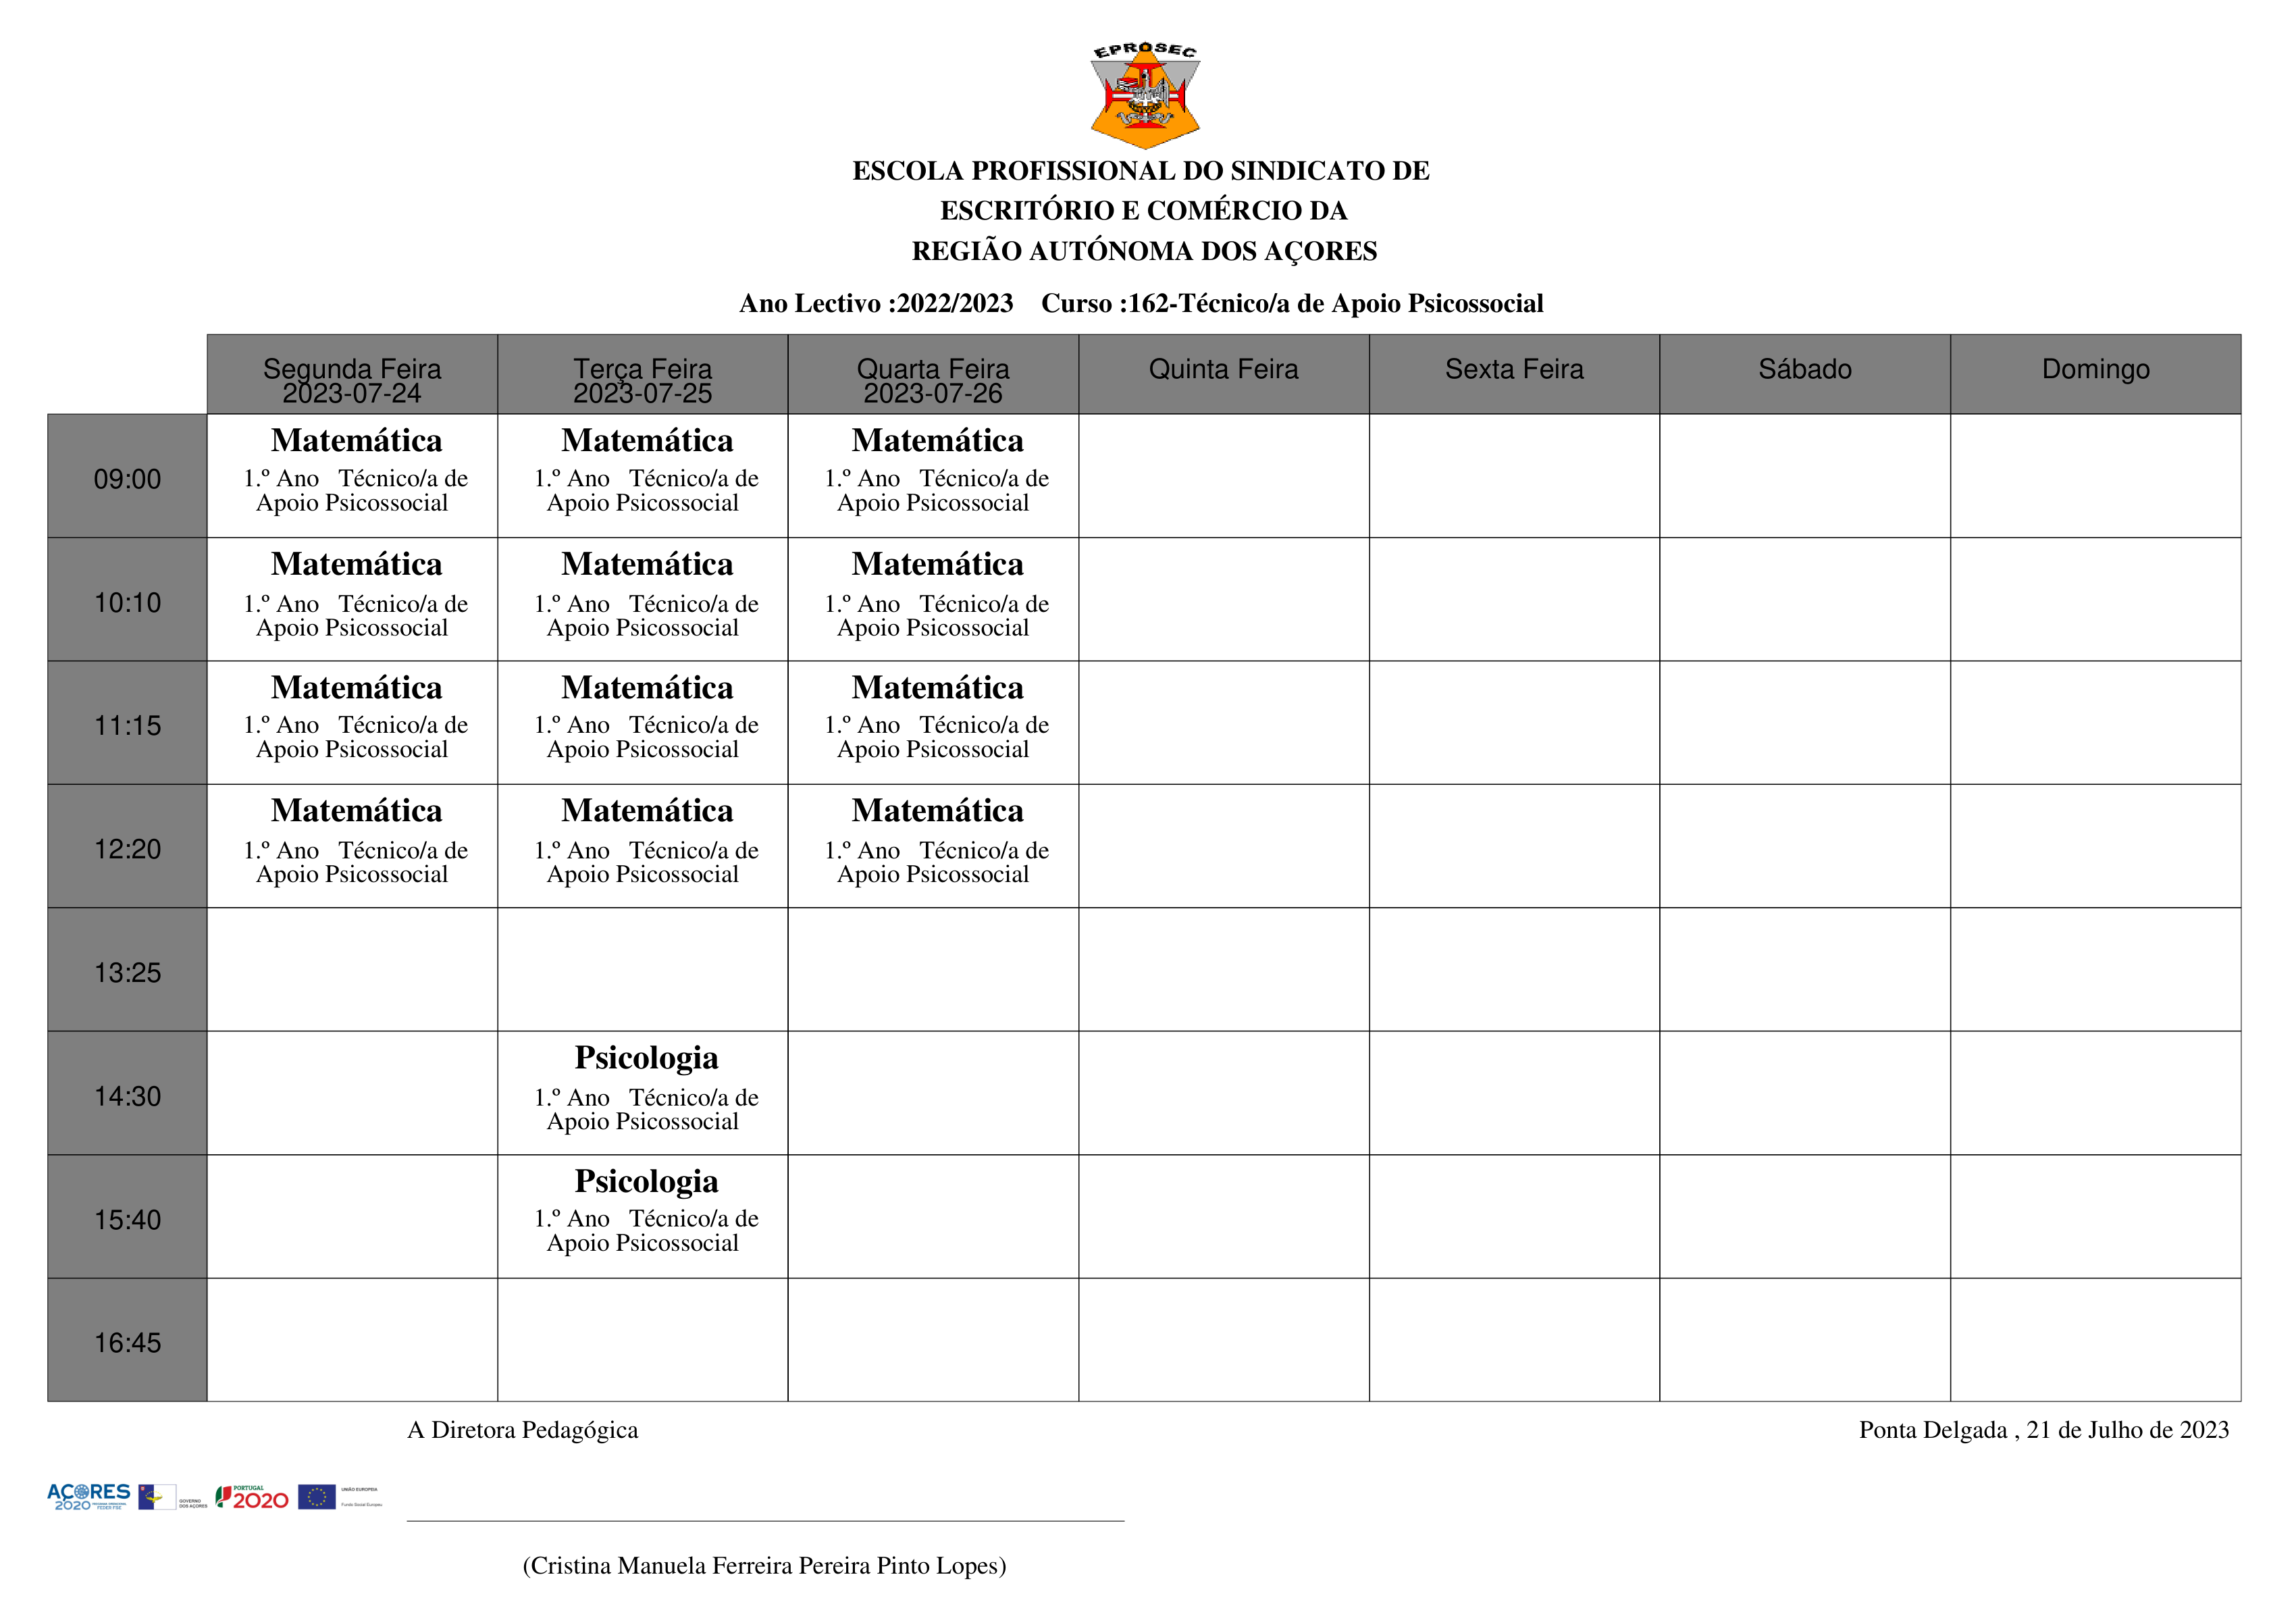 EPROSEC
ESCOLA PROFISSIONAL DO SINDICATO DE
ESCRITÓRIO E COMÉRCIO DA
REGIÃO AUTÓNOMA DOS AÇORES
Ano Lectivo :2022/2023 Curso :162-Técnico/a de Apoio Psicossocial
Segunda Feira Terça Feira Quarta Feira Quinta Feira Sexta Feira Sábado Domingo
2023-07-24 2023-07-25 2023-07-26
Matemática Matemática Matemática
09:00 1.º Ano Técnico/a de 1.º Ano Técnico/a de 1.º Ano Técnico/a de
Apoio Psicossocial Apoio Psicossocial Apoio Psicossocial
Matemática Matemática Matemática
10:10 1.º Ano Técnico/a de 1.º Ano Técnico/a de 1.º Ano Técnico/a de
Apoio Psicossocial Apoio Psicossocial Apoio Psicossocial
Matemática Matemática Matemática
11:15 1.º Ano Técnico/a de 1.º Ano Técnico/a de 1.º Ano Técnico/a de
Apoio Psicossocial Apoio Psicossocial Apoio Psicossocial
Matemática Matemática Matemática
12:20 1.º Ano Técnico/a de 1.º Ano Técnico/a de 1.º Ano Técnico/a de
Apoio Psicossocial Apoio Psicossocial Apoio Psicossocial
13:25
Psicologia
14:30 1.º Ano Técnico/a de
Apoio Psicossocial
Psicologia
15:40 1.º Ano Técnico/a de
Apoio Psicossocial
16:45
A Diretora Pedagógica Ponta Delgada , 21 de Julho de 2023
AÇORES 2020
GOVERNO DOS AÇORES
PORTUGAL 2020
UNIÃO EUROPEIA
Fundo Social Europeu
(Cristina Manuela Ferreira Pereira Pinto Lopes)